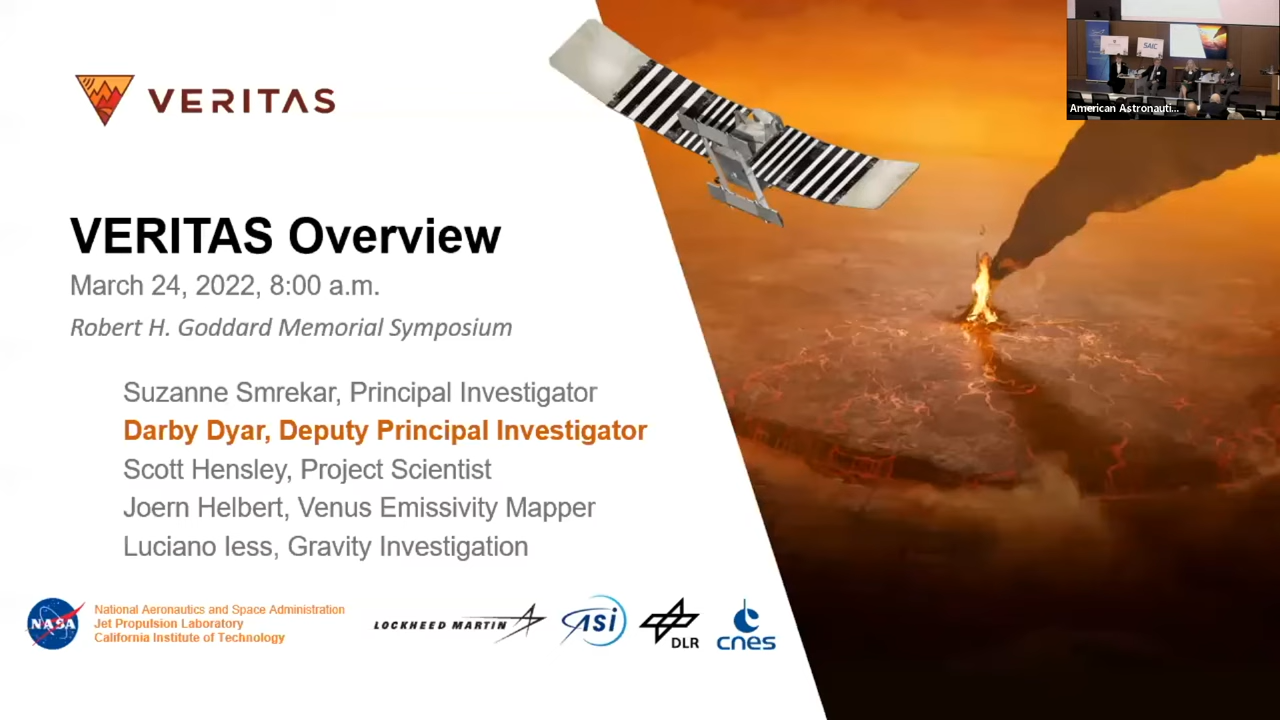 VERITAS
VERITAS Overview
March 24, 2022, 8:00 a.m.
Robert H. Goddard Memorial Symposium
Suzanne Smrekar, Principal Investigator
Darby Dyar, Deputy Principal Investigator
Scott Hensley, Project Scientist
Joern Helbert, Venus Emissivity Mapper
Luciano Iess, Gravity Investigation
NASA
National Aeronautics and Space Administration
Jet Propulsion Laboratory
California Institute of Technology
LOCKHEED MARTIN
ASI
DLR
cnes
SAIC
American Astronauti...